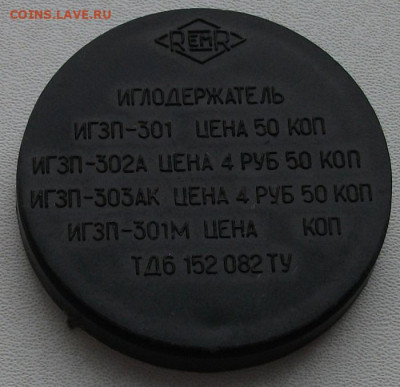 COINS.LAVE.RU
REMR
ИГЛОДЕРЖАТЕЛЬ
ИГЗП-301 ЦЕНА 50 КОП
ИГЗП-302А ЦЕНА 4 РУБ 50 КОП
ИГЗП-303АК ЦЕНА 4 РУБ 50 КОП
ИГЗП-301М ЦЕНА КОП
ТД6 152 082 ТУ